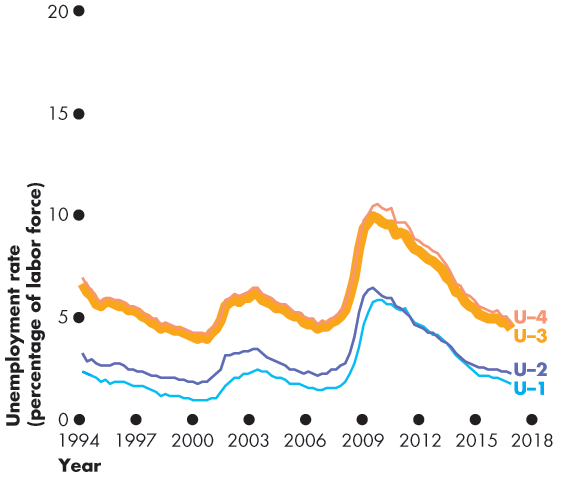 20
15
10
5
0
Unemployment rate
(percentage of labor force)
U–4
U–3
U–2
U–1
1994 1997 2000 2003 2006 2009 2012 2015 2018
Year